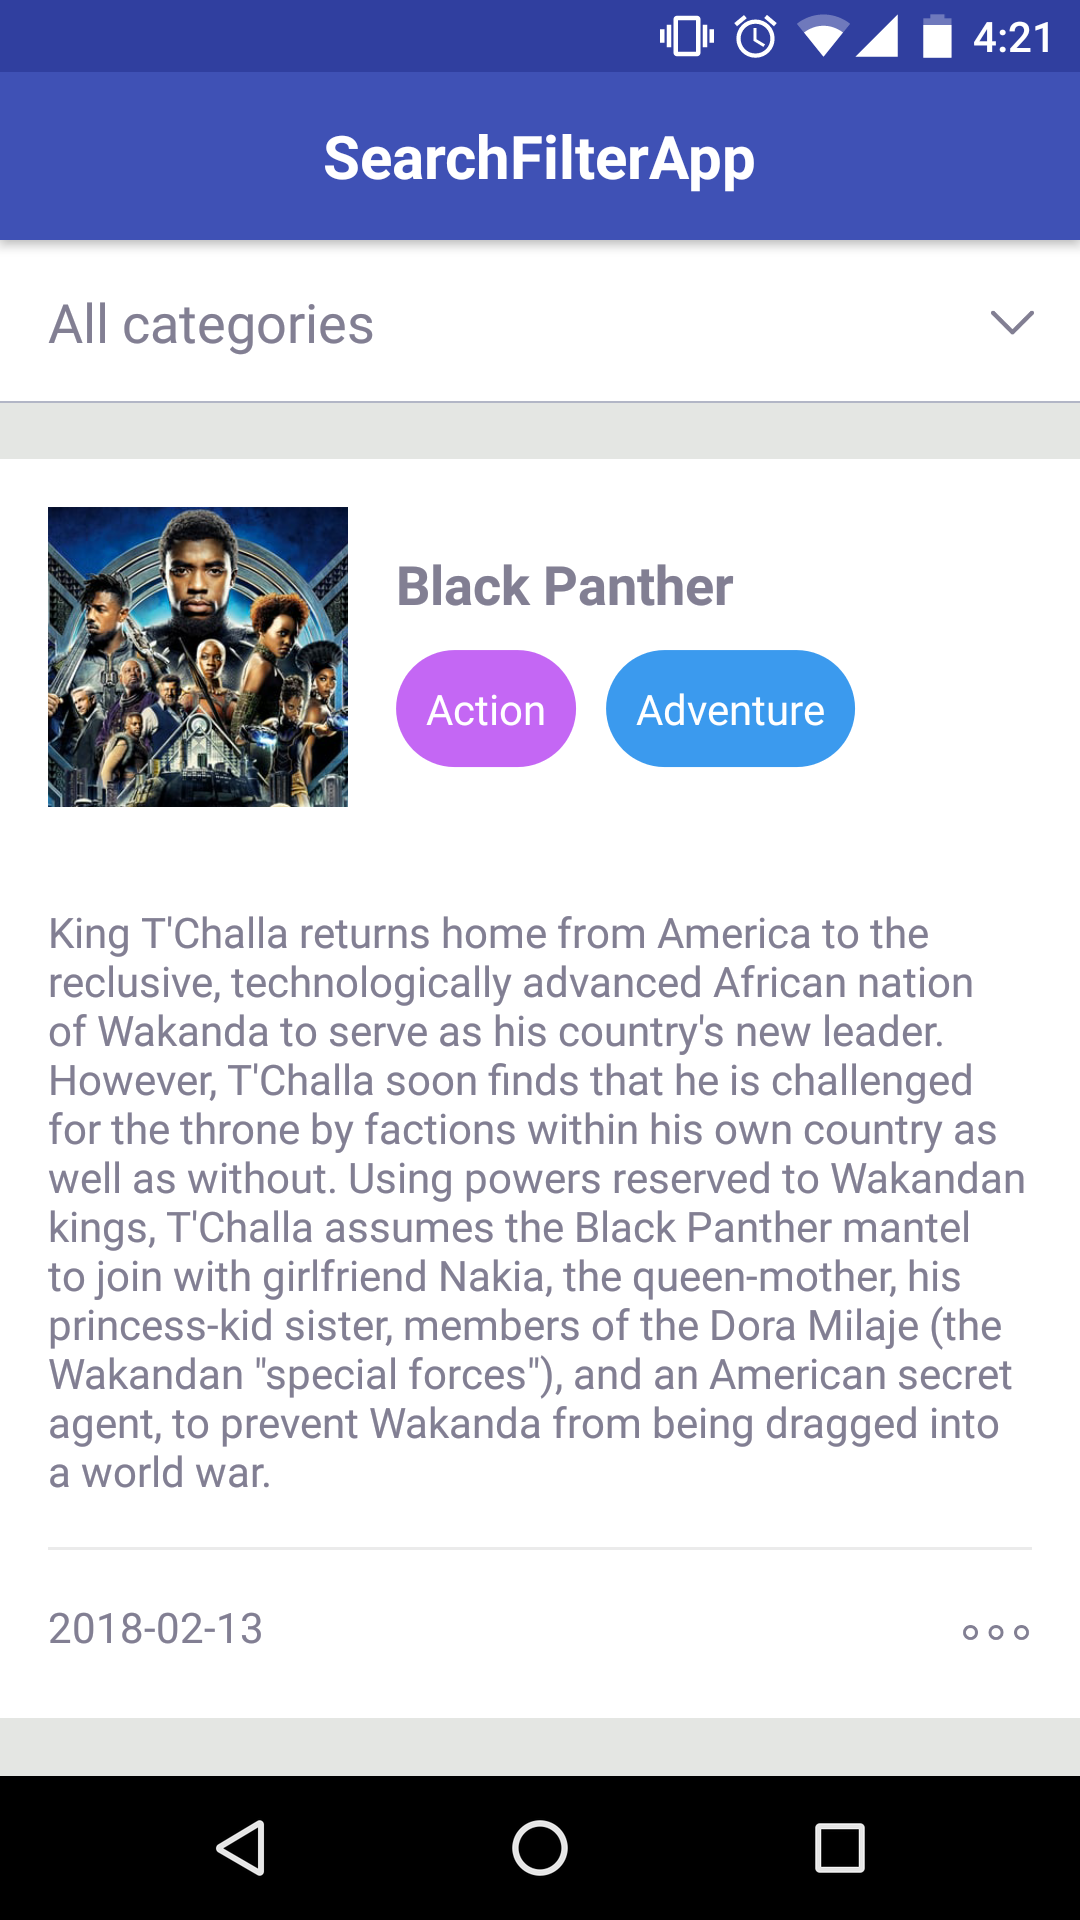 4:21
SearchFilterApp
All categories
Black Panther
Action
Adventure
King T'Challa returns home from America to the
reclusive, technologically advanced African nation
of Wakanda to serve as his country's new leader.
However, T'Challa soon finds that he is challenged
for the throne by factions within his own country as
well as without. Using powers reserved to Wakandan
kings, T'Challa assumes the Black Panther mantel
to join with girlfriend Nakia, the queen-mother, his
princess-kid sister, members of the Dora Milaje (the
Wakandan "special forces"), and an American secret
agent, to prevent Wakanda from being dragged into
a world war.
2018-02-13